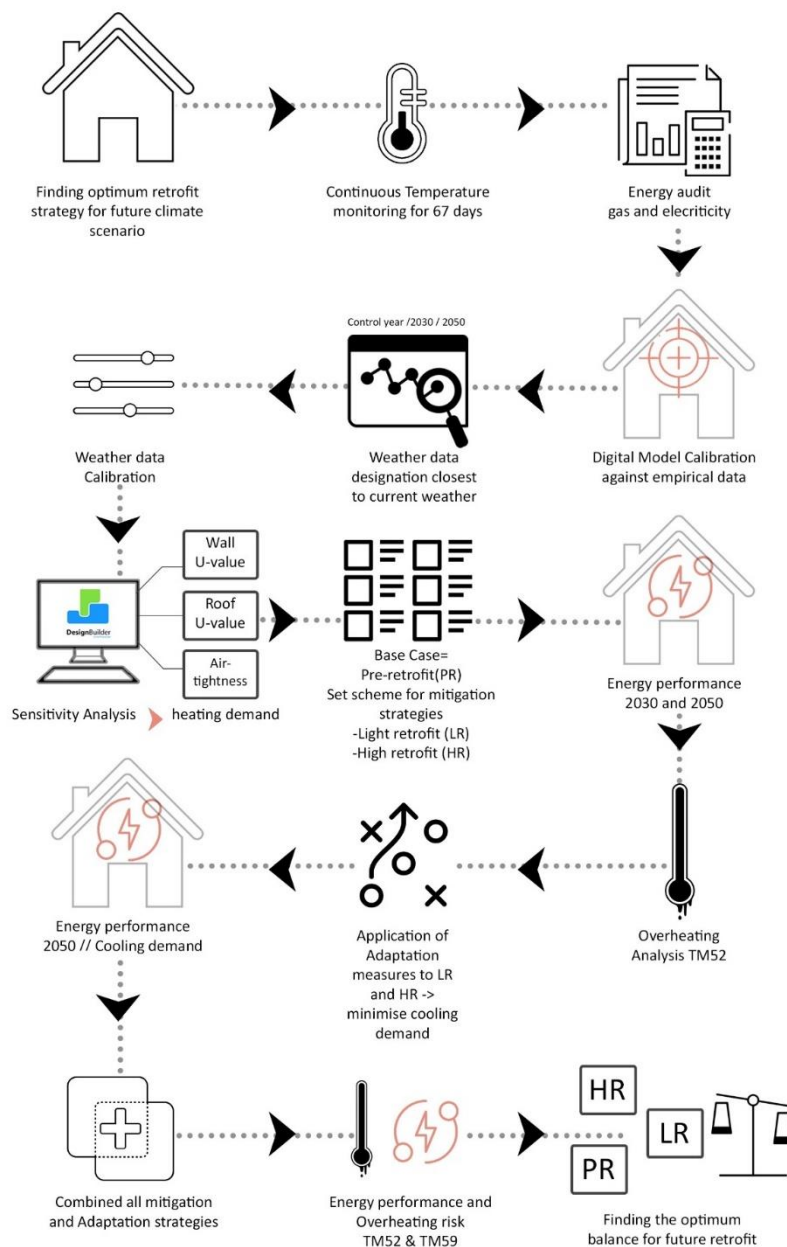 Finding optimum retrofit
strategy for future climate
scenario
Continuous Temperature
monitoring for 67 days
Energy audit
gas and elecriticity
Control year /2030 / 2050
Weather data
Calibration
Weather data
designation closest
to current weather
Digital Model Calibration
against empirical data
DesignBuilder
Wall
U-value
Roof
U-value
Air-
tightness
Sensitivity Analysis
heating demand
Base Case=
Pre-retrofit(PR)
Set scheme for mitigation
strategies
-Light retrofit (LR)
-High retrofit (HR)
Energy performance
2030 and 2050
Energy performance
2050 // Cooling demand
Application of
Adaptation
measures to LR
and HR ->
minimise cooling
demand
Overheating
Analysis TM52
Combined all mitigation
and Adaptation strategies
Energy performance and
Overheating risk
TM52 & TM59
HR
LR
PR
Finding the optimum
balance for future retrofit